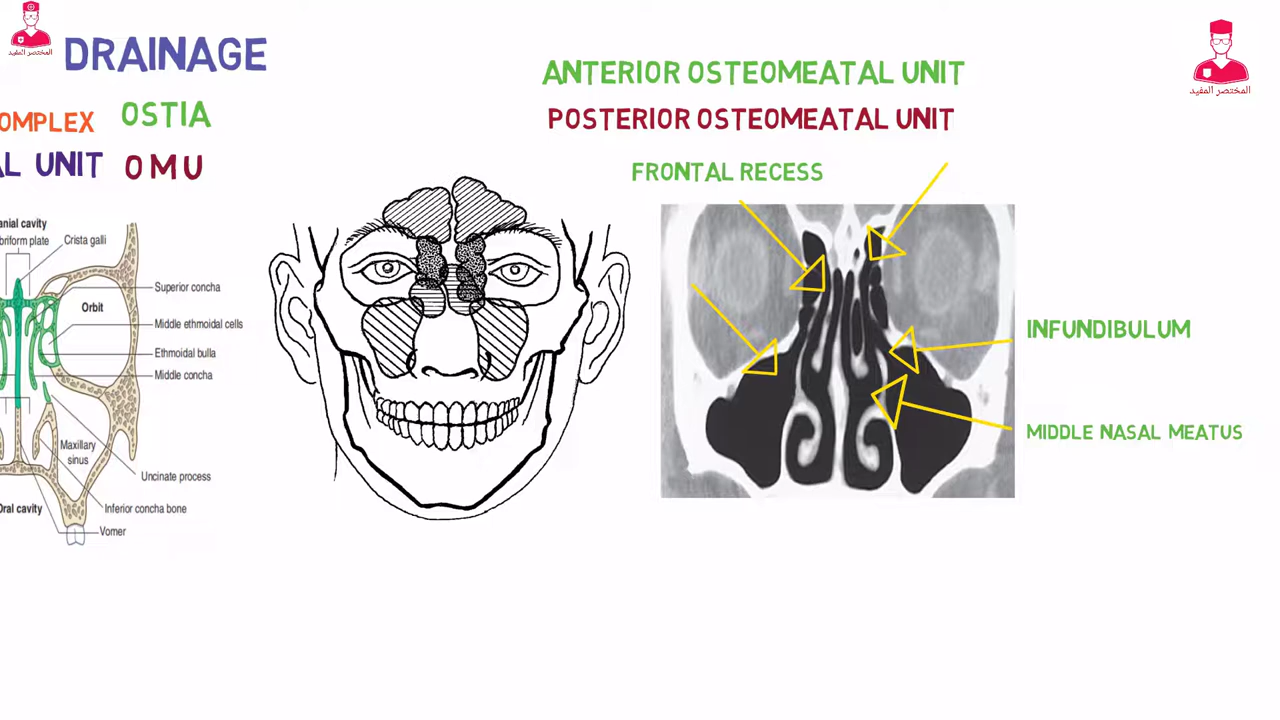 المختصر المفيد
DRAINAGE
OMPLEX
OSTIA
AL UNIT
OMU
ANTERIOR OSTEOMEATAL UNIT
POSTERIOR OSTEOMEATAL UNIT
FRONTAL RECESS
INFUNDIBULUM
MIDDLE NASAL MEATUS
المختصر المفيد
anial cavity
briform plate
Crista galli
Orbit
Superior concha
Middle ethmoidal cells
Ethmoidal bulla
Middle concha
Maxillary
sinus
Uncinate process
Oral cavity
Inferior concha bone
Vomer